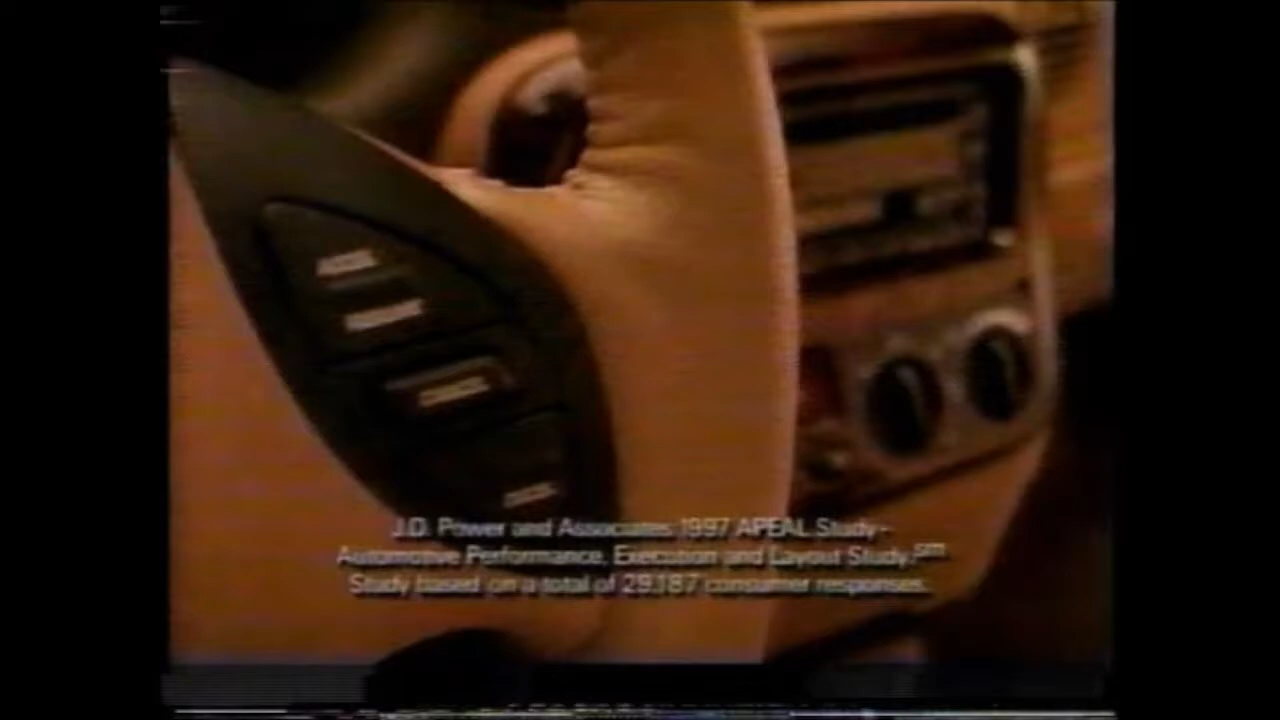 J.D. Power and Associates 1997 APEAL Study-
Automotive Performance, Execution and Layout Study.sm
Study based on a total of 29,187 consumer responses.